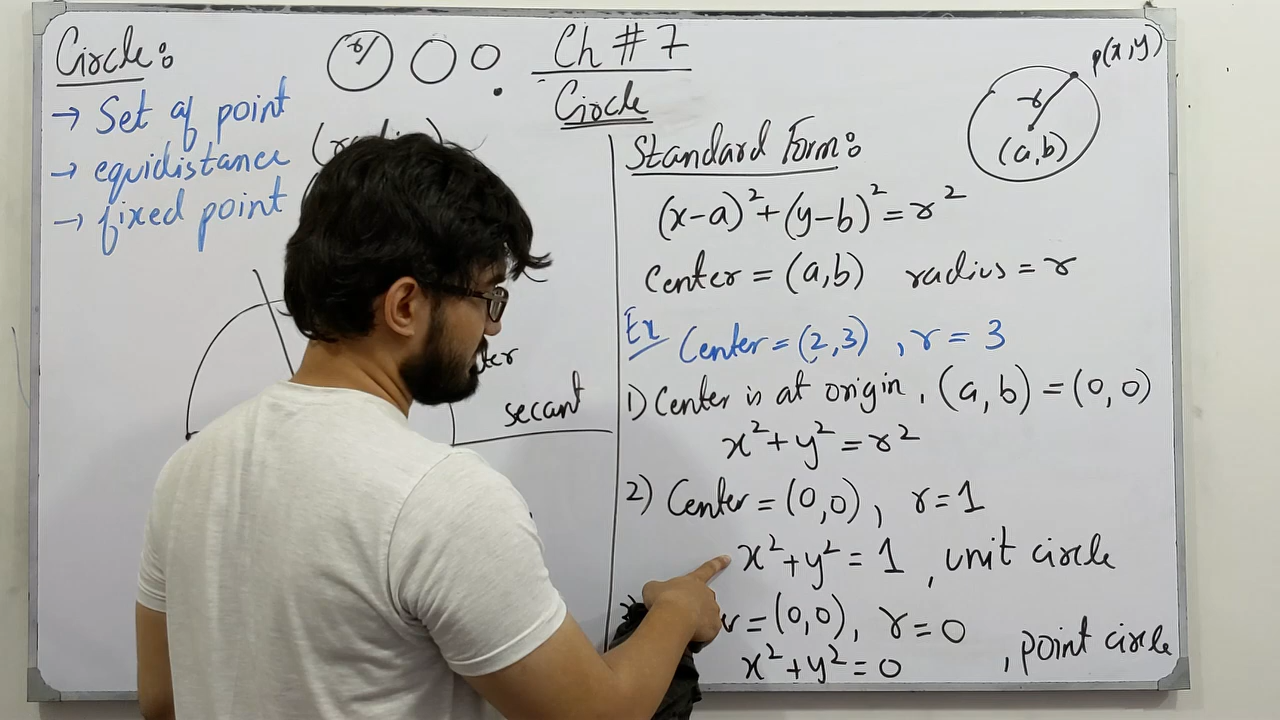 Ch # 7
Circle
Circle:
→ Set of point
→ equidistance
→ fixed point
r
secant
Standard Form:
P(x,y)
r
(a,b)
(x-a)²+(y-b)²=r²
Center = (a,b) radius = r
Ex Center = (2,3) , r = 3
1) Center is at origin, (a, b) = (0, 0)
x²+y²=r²
2) Center = (0,0), r=1
x²+y²=1, unit circle
=(0,0), r=0
x²+y²=0 , point circle